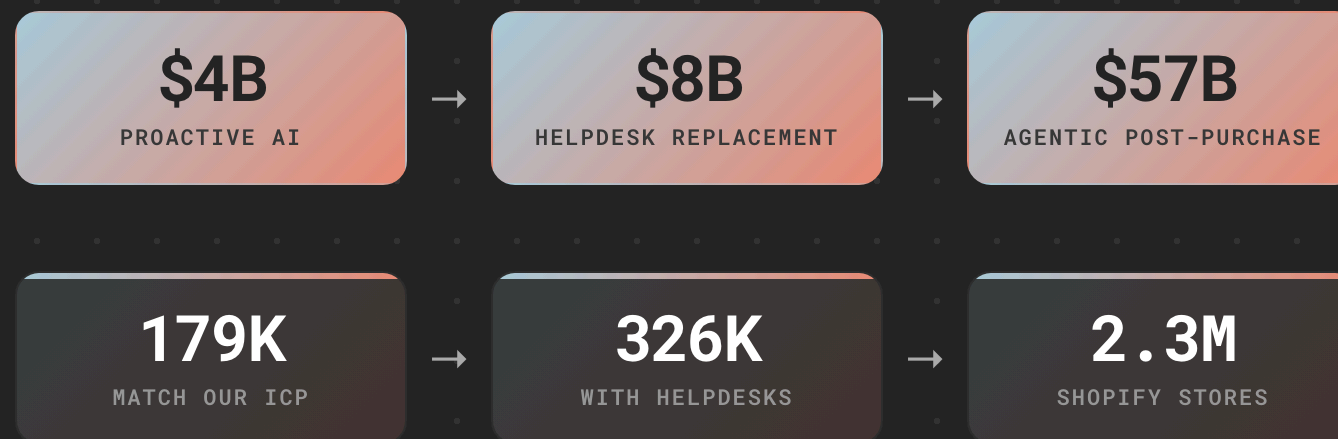 $4B → $8B → $57B
PROACTIVE AI HELPDESK REPLACEMENT AGENTIC POST-PURCHASE
179K → 326K → 2.3M
MATCH OUR ICP WITH HELPDESKS SHOPIFY STORES